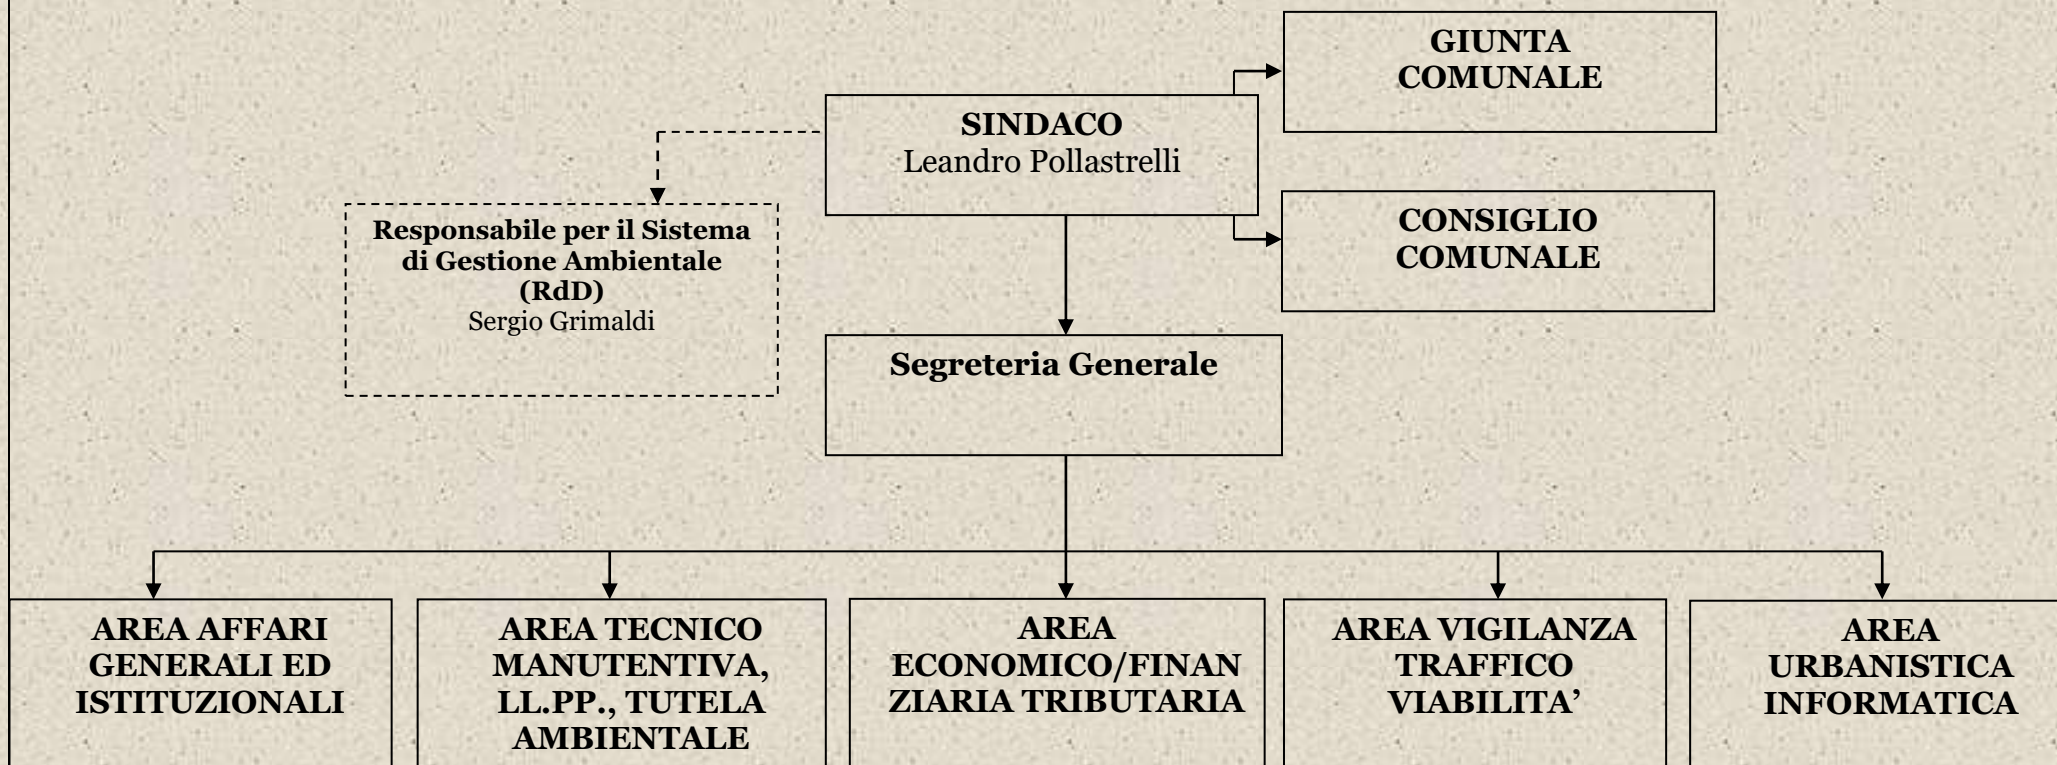 GIUNTA
COMUNALE
SINDACO
Leandro Pollastrelli
CONSIGLIO
COMUNALE
Responsabile per il Sistema
di Gestione Ambientale
(RdD)
Sergio Grimaldi
Segreteria Generale
AREA AFFARI
GENERALI ED
ISTITUZIONALI
AREA TECNICO
MANUTENTIVA,
LL.PP., TUTELA
AMBIENTALE
AREA
ECONOMICO/FINAN
ZIARIA TRIBUTARIA
AREA VIGILANZA
TRAFFICO
VIABILITA’
AREA
URBANISTICA
INFORMATICA